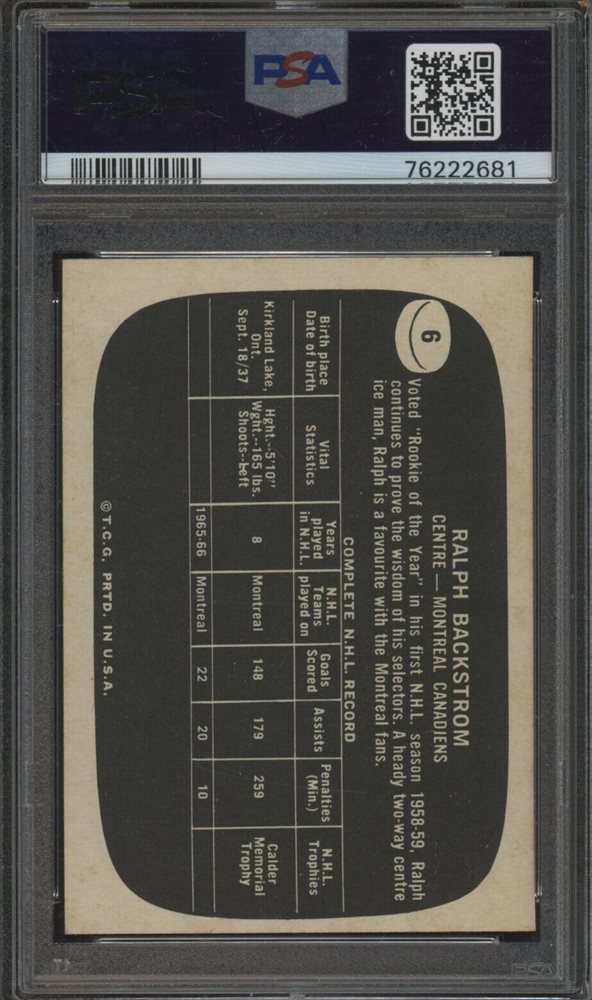 PSA
76222681
6
RALPH BACKSTROM
CENTRE — MONTREAL CANADIENS
Voted "Rookie of the Year" in his first N.H.L. season 1958-59, Ralph
continues to prove the wisdom of his selectors. A heady two-way centre
ice man, Ralph is a favourite with the Montreal fans.
COMPLETE N.H.L. RECORD
Birth place
Date of birth
Vital
Statistics
Years
played
in N.H.L.
N.H.L.
Teams
played on
Goals
Scored
Assists
Penalties
(Min.)
N.H.L.
Trophies
Kirkland Lake,
Ont.
Sept. 18/37
Hght.--5'10"
Wght.--165 lbs.
Shoots--Left
8
Montreal
148
179
259
Calder
Memorial
Trophy
1965-66
Montreal
22
20
10
© T.C.G. PRTD. IN U.S.A.
PSA